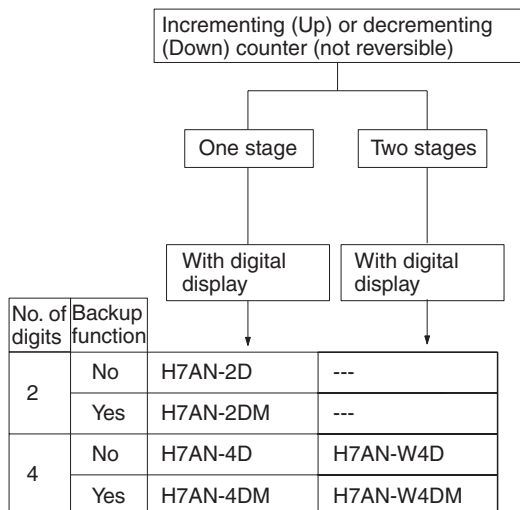 Incrementing (Up) or decrementing
(Down) counter (not reversible)
One stage
Two stages
With digital
display
With digital
display
No. of
digits
Backup
function
2
No
H7AN-2D
---
Yes
H7AN-2DM
---
4
No
H7AN-4D
H7AN-W4D
Yes
H7AN-4DM
H7AN-W4DM